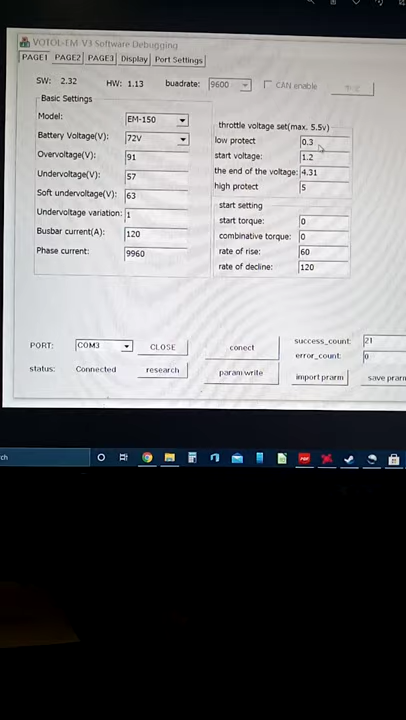 VOTOL-EM-V3 Software Debugging
PAGE1 PAGE2 PAGE3 Display Port Settings
SW: 2.32 HW: 1.13 buadrate: 9600 CAN enable
Basic Settings
Model: EM-150
Battery Voltage(V): 72V
Overvoltage(V): 91
Undervoltage(V): 57
Soft undervoltage(V): 63
Undervoltage variation: 1
Busbar current(A): 120
Phase current: 9960
throttle voltage set(max. 5.5v)
low protect 0.3
start voltage: 1.2
the end of the voltage: 4.31
high protect 5
start setting
start torque: 0
combinative torque: 0
rate of rise: 60
rate of decline: 120
PORT: COM3 CLOSE conect success_count: 21
error_count: 0
status: Connected research param write import prarm save prarm
ch
PDF